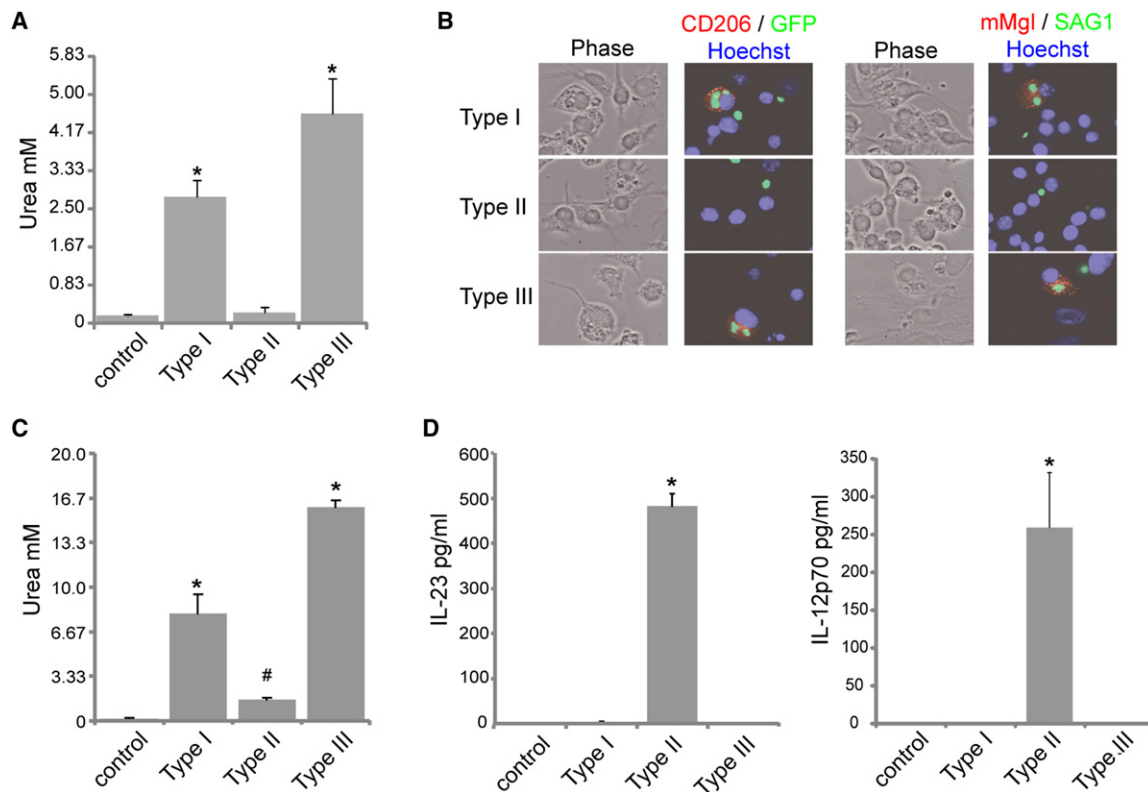 A
Urea mM
5.83
5.00
4.17
3.33
2.50
1.67
0.83
0
*
*
control
Type I
Type II
Type III
B
CD206 / GFP
mMgl / SAG1
Phase
Hoechst
Phase
Hoechst
Type I
Type II
Type III
C
Urea mM
20.0
16.7
13.3
10.0
6.67
3.33
0
*
#
*
control
Type I
Type II
Type III
D
IL-23 pg/ml
600
500
400
300
200
100
0
*
control
Type I
Type II
Type III
IL-12p70 pg/ml
350
300
250
200
150
100
50
0
*
control
Type I
Type II
Type.III